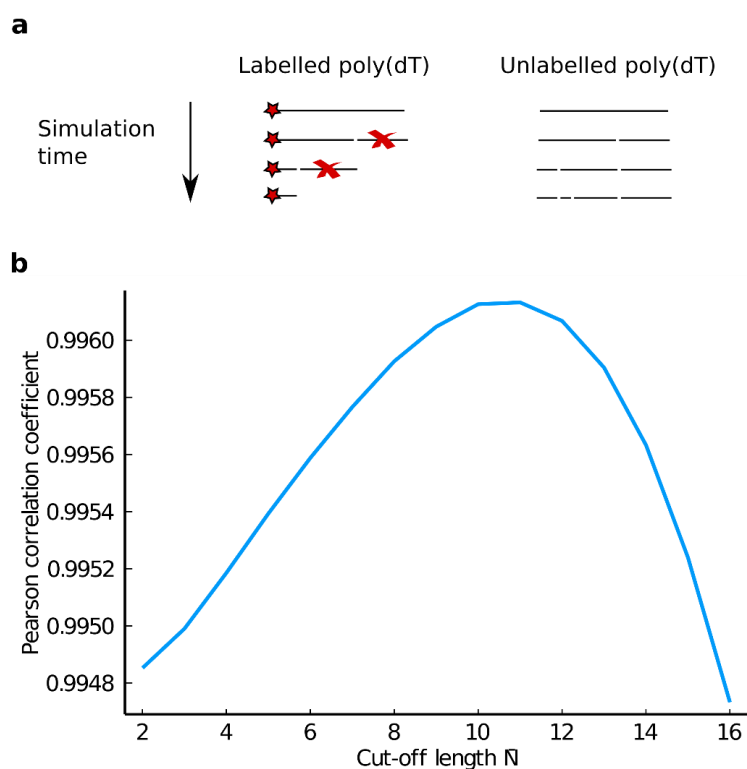 a
Labelled poly(dT)
Unlabelled poly(dT)
Simulation
time
b
Pearson correlation coefficient
0.9960
0.9958
0.9956
0.9954
0.9952
0.9950
0.9948
2 4 6 8 10 12 14 16
Cut-off length N̄